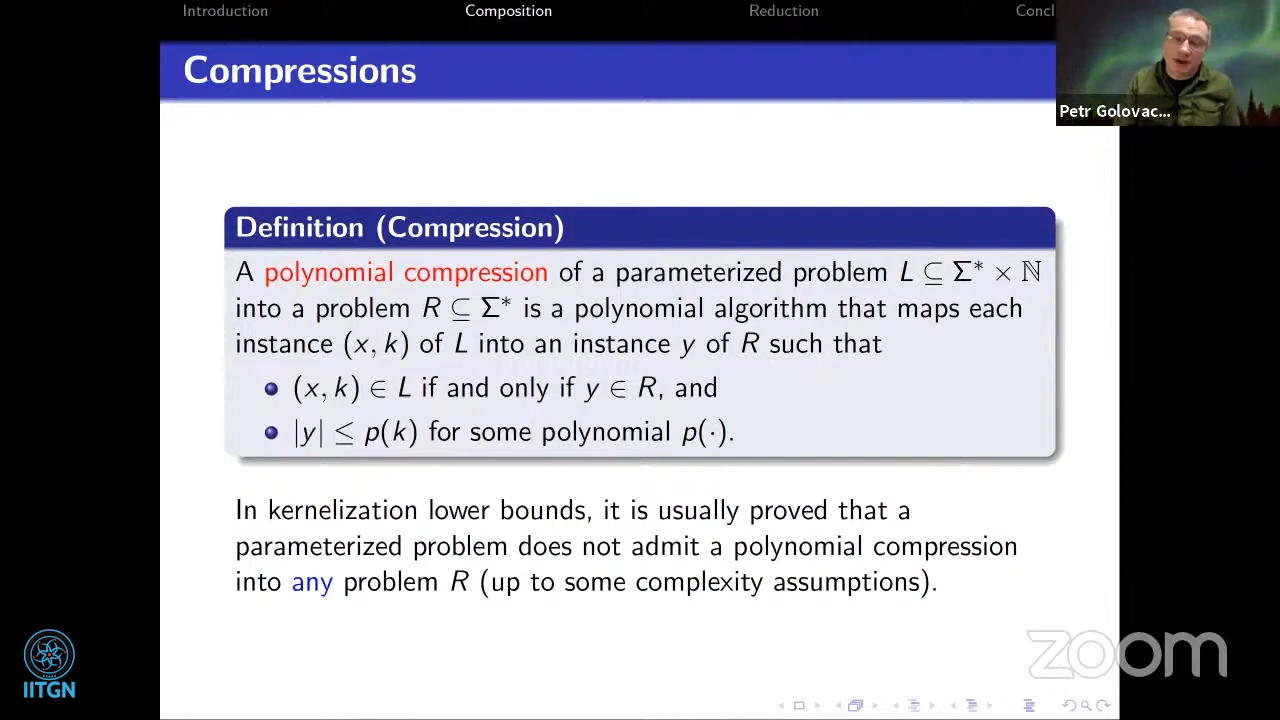 Introduction
Composition
Reduction
Concl
Compressions
Petr Golovac...
Definition (Compression)
A polynomial compression of a parameterized problem L ⊆ Σ* × ℕ
into a problem R ⊆ Σ* is a polynomial algorithm that maps each
instance (x, k) of L into an instance y of R such that
(x, k) ∈ L if and only if y ∈ R, and
|y| ≤ p(k) for some polynomial p(·).
In kernelization lower bounds, it is usually proved that a
parameterized problem does not admit a polynomial compression
into any problem R (up to some complexity assumptions).
zoom
IITGN